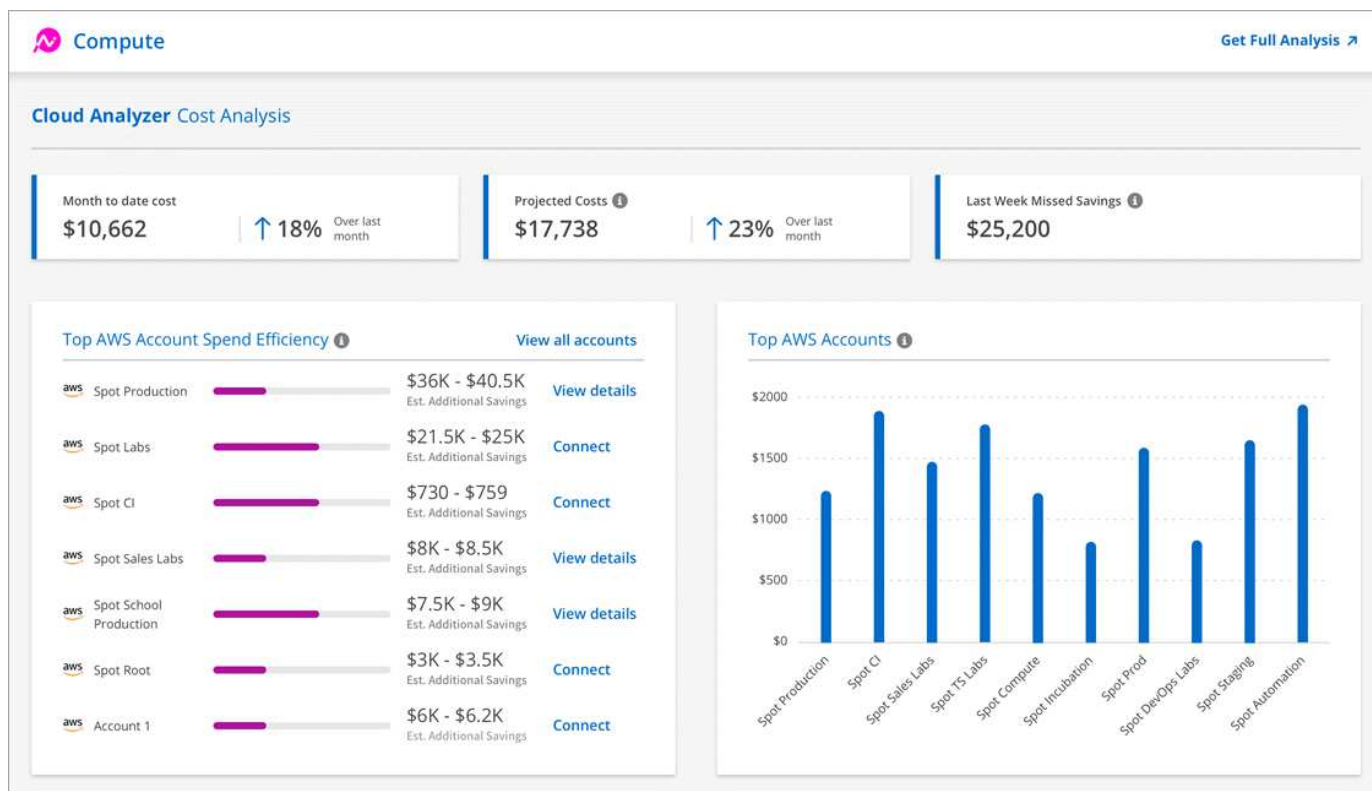 Compute
Get Full Analysis ↗
Cloud Analyzer Cost Analysis
Month to date cost
$10,662
↑ 18% Over last
month
Projected Costs
$17,738
↑ 23% Over last
month
Last Week Missed Savings
$25,200
Top AWS Account Spend Efficiency
View all accounts
aws Spot Production
$36K - $40.5K
Est. Additional Savings
View details
aws Spot Labs
$21.5K - $25K
Est. Additional Savings
Connect
aws Spot CI
$730 - $759
Est. Additional Savings
Connect
aws Spot Sales Labs
$8K - $8.5K
Est. Additional Savings
View details
aws Spot School
Production
$7.5K - $9K
Est. Additional Savings
View details
aws Spot Root
$3K - $3.5K
Est. Additional Savings
Connect
aws Account 1
$6K - $6.2K
Est. Additional Savings
Connect
Top AWS Accounts
$2000
$1500
$1000
$500
$0
Spot Production
Spot CI
Spot Sales Labs
Spot TS Labs
Spot Compute
Spot Incubation
Spot Prod
Spot DevOps Labs
Spot Staging
Spot Automation